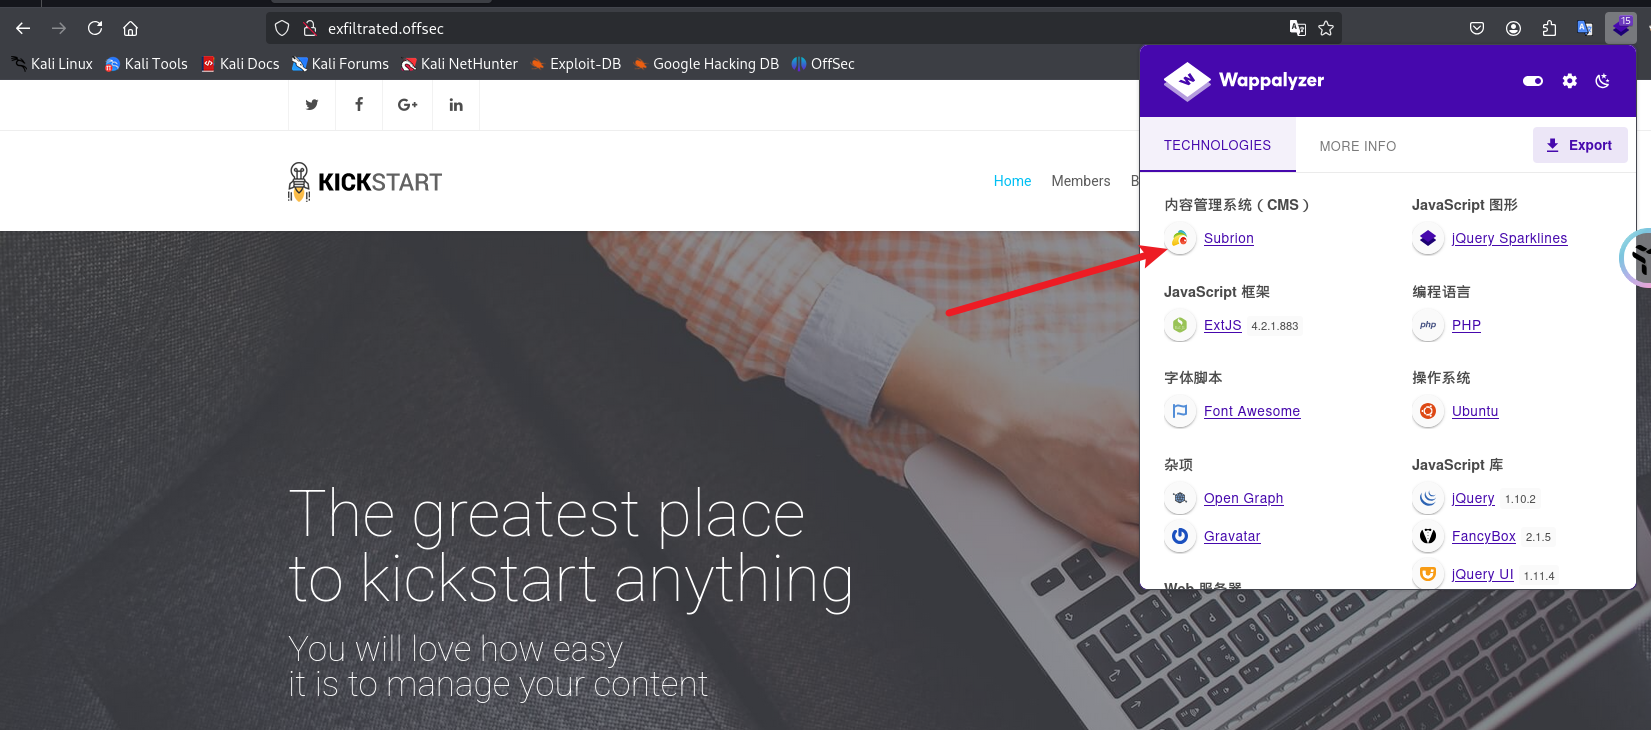 exfiltrated.offsec
15
Kali Linux
Kali Tools
Kali Docs
Kali Forums
Kali NetHunter
Exploit-DB
Google Hacking DB
OffSec
KICKSTART
Home
Members
B
Wappalyzer
TECHNOLOGIES
MORE INFO
Export
内容管理系统（CMS）
Subrion
JavaScript 图形
jQuery Sparklines
JavaScript 框架
ExtJS 4.2.1.883
编程语言
php PHP
字体脚本
Font Awesome
操作系统
Ubuntu
杂项
Open Graph
Gravatar
JavaScript 库
jQuery 1.10.2
FancyBox 2.1.5
jQuery UI 1.11.4
Web 服务器
The greatest place
to kickstart anything
You will love how easy
it is to manage your content